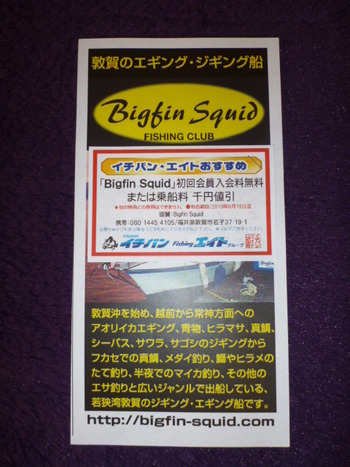 敦賀のエギング・ジギング船
Bigfin Squid
FISHING CLUB
イチバン・エイトおすすめ
「Bigfin Squid」初回会員入会料無料
または乗船料 千円値引
協賛:Bigfin Squid
携帯:080 1445-4105/福井県敦賀市名子37-19-1
イチバン Fishing エイト グループ
敦賀沖を始め、越前から常神方面への
アオリイカエギング、青物、ヒラマサ、真鯛、
シーバス、サワラ、サゴシのジギングから
フカセでの真鯛、メダイ釣り、鰤やヒラメの
たて釣り、半夜でのマイカ釣り、その他の
エサ釣りと広いジャンルで出船している、
若狭湾敦賀のジギング・エギング船です。
http://bigfin-squid.com